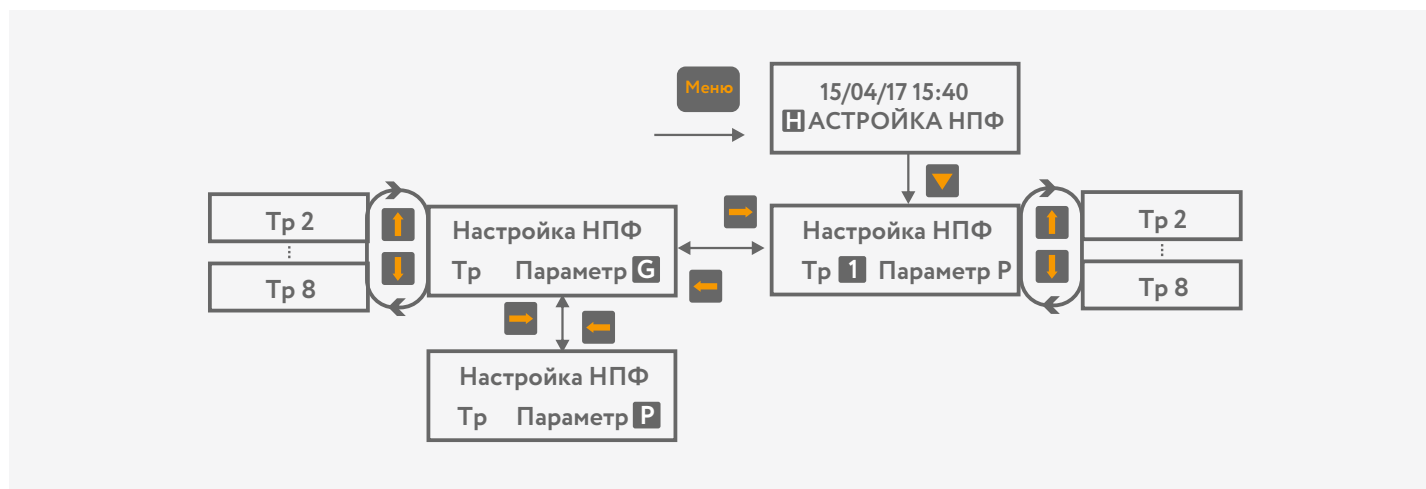 Меню
15/04/17 15:40
НАСТРОЙКА НПФ
Тр 2
Тр 8
Настройка НПФ
Тр Параметр G
Настройка НПФ
Тр 1 Параметр P
Тр 2
Тр 8
Настройка НПФ
Тр Параметр P